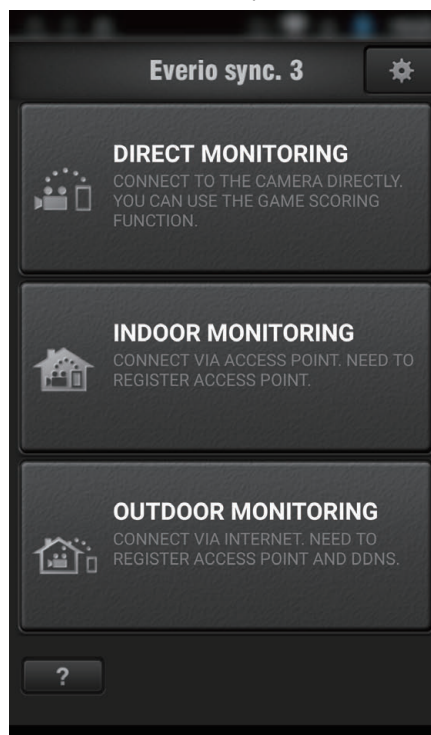 Everio sync. 3
DIRECT MONITORING
CONNECT TO THE CAMERA DIRECTLY.
YOU CAN USE THE GAME SCORING
FUNCTION.
INDOOR MONITORING
CONNECT VIA ACCESS POINT. NEED TO
REGISTER ACCESS POINT.
OUTDOOR MONITORING
CONNECT VIA INTERNET. NEED TO
REGISTER ACCESS POINT AND DDNS.
?